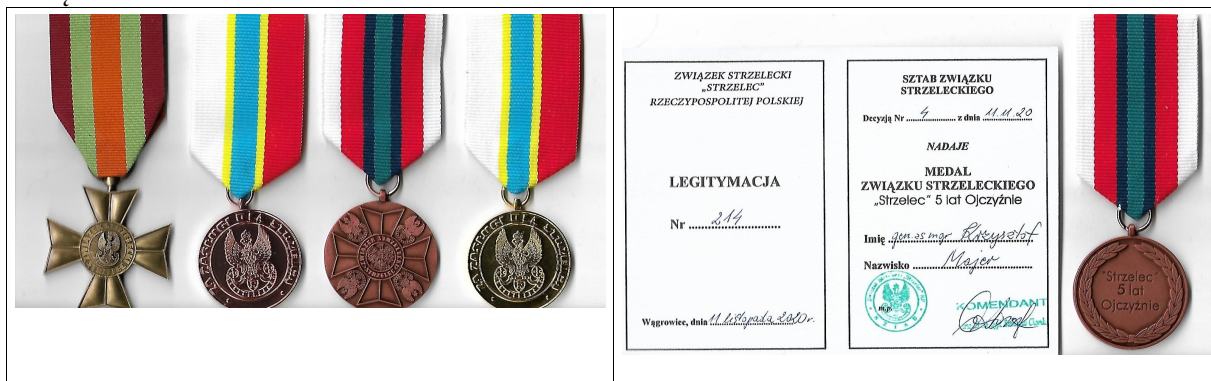 ZWIĄZEK STRZELECKI
„STRZELEC"
RZECZYPOSPOLITEJ POLSKIEJ
LEGITYMACJA
Nr 214
Wągrowiec, dnia 11 listopada 2020r.
SZTAB ZWIĄZKU
STRZELECKIEGO
Decyzją Nr 4 z dnia 11.11.20
NADAJE
MEDAL
ZWIĄZKU STRZELECKIEGO
„Strzelec" 5 lat Ojczyźnie
Imię gen. zs mgr Krzysztof
Nazwisko Majer
m.p.
KOMENDANT
"Strzelec"
5 lat
Ojczyźnie